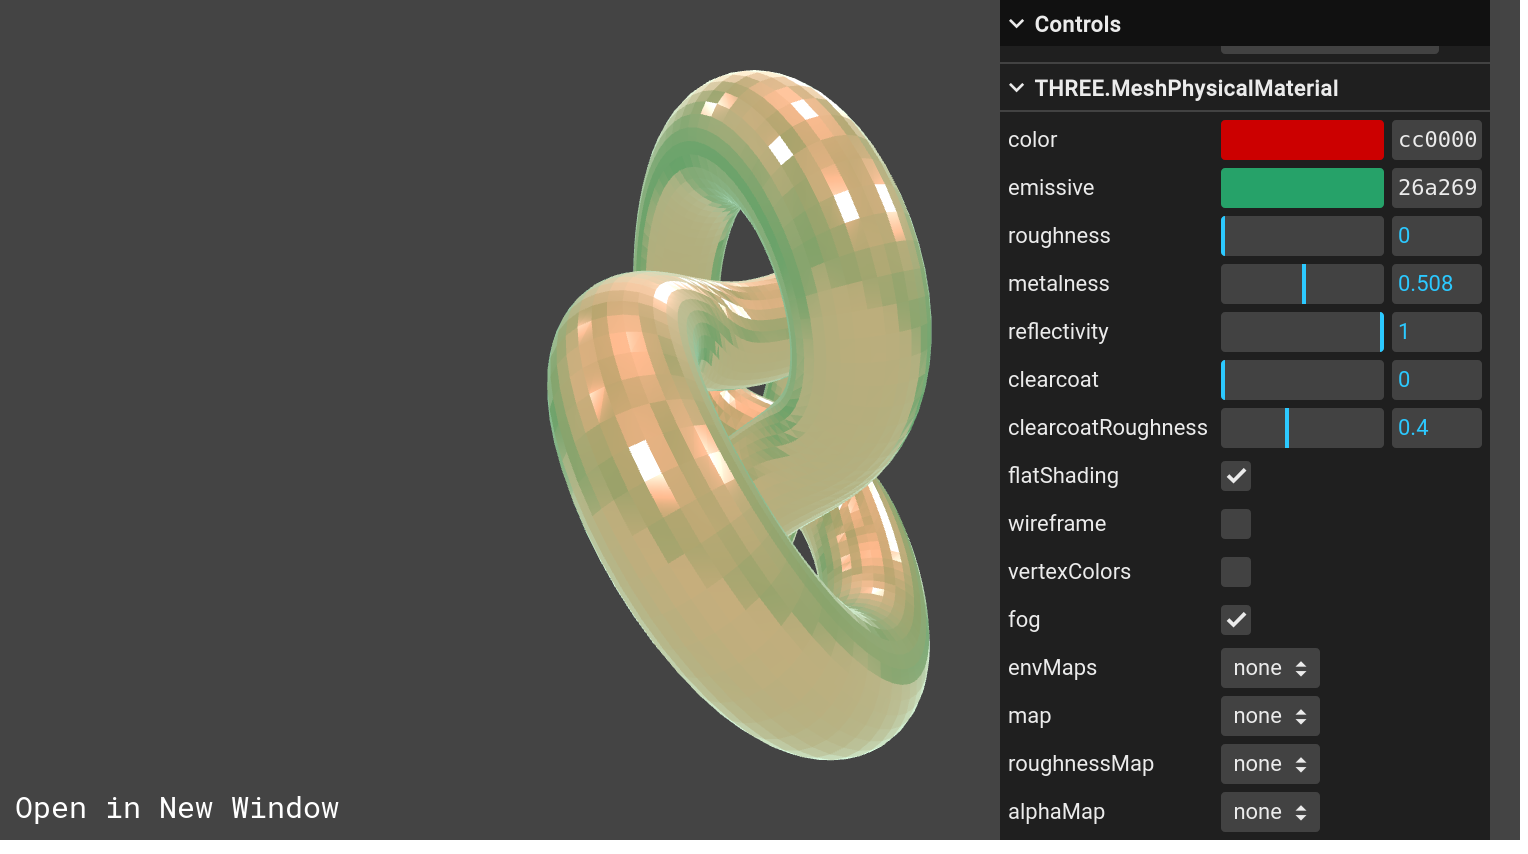 Controls
THREE.MeshPhysicalMaterial
color cc0000
emissive 26a269
roughness 0
metalness 0.508
reflectivity 1
clearcoat 0
clearcoatRoughness 0.4
flatShading
wireframe
vertexColors
fog
envMaps none
map none
roughnessMap none
alphaMap none
Open in New Window